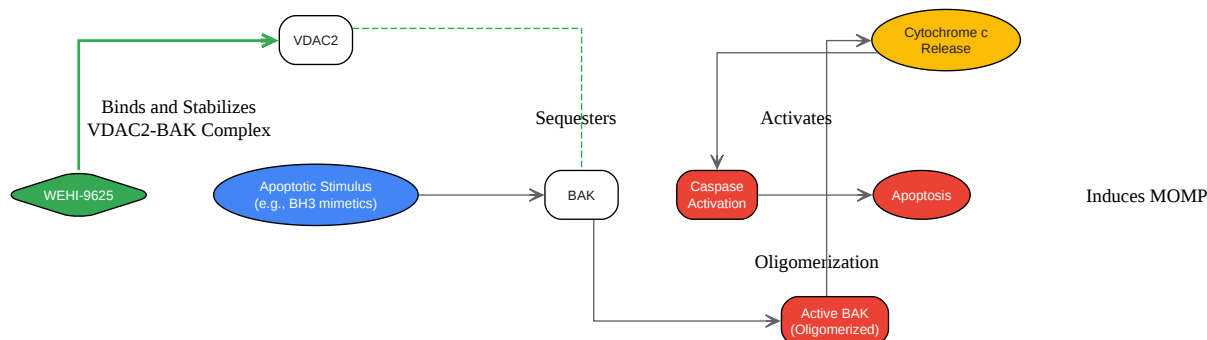 VDAC2
Cytochrome c
Release
Binds and Stabilizes
VDAC2-BAK Complex
Sequesters
Activates
WEHI-9625
Apoptotic Stimulus
(e.g., BH3 mimetics)
BAK
Caspase
Activation
Apoptosis
Induces MOMP
Oligomerization
Active BAK
(Oligomerized)